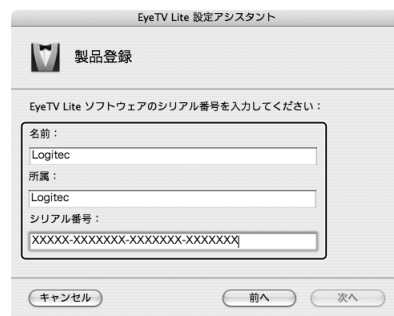 EyeTV Lite 設定アシスタント
製品登録
EyeTV Lite ソフトウェアのシリアル番号を入力してください：
名前：
Logitec
所属：
Logitec
シリアル番号：
XXXXX-XXXXXXX-XXXXXXX-XXXXXXX
キャンセル 前へ 次へ